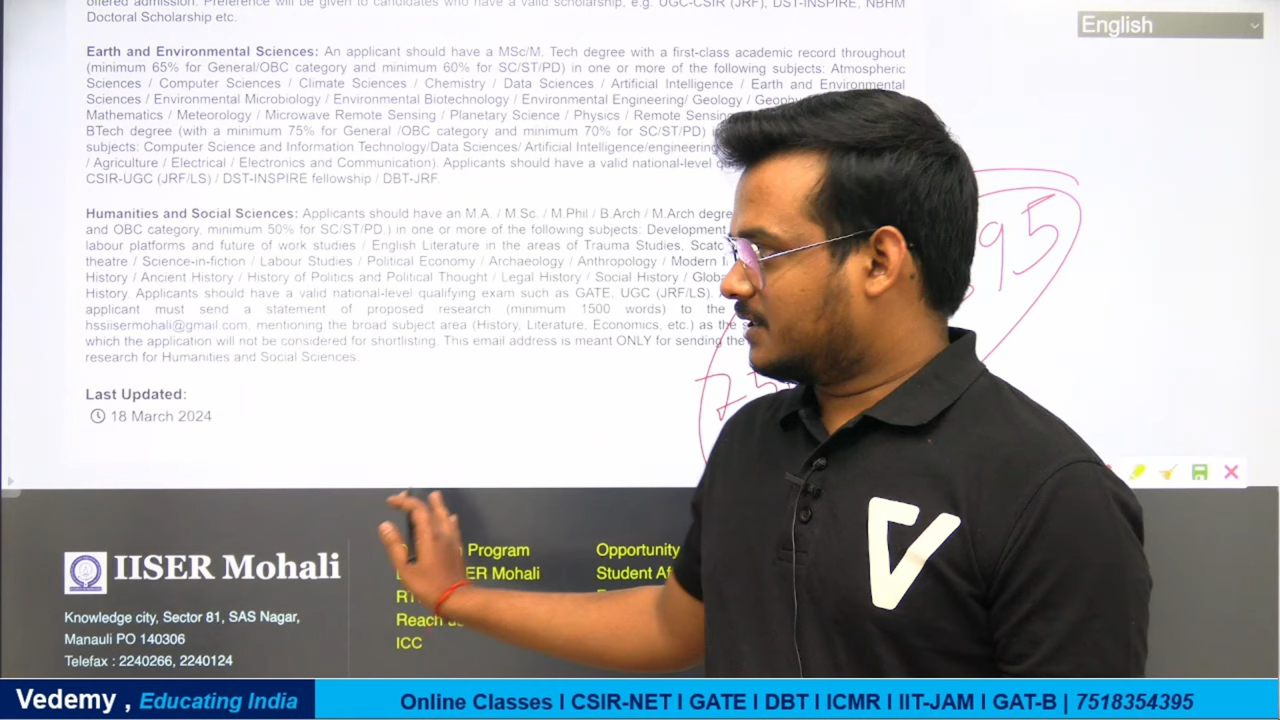 offered admission. Preference will be given to candidates who have a valid scholarship, e.g. UGC-CSIR (JRF), DST-INSPIRE, NBHM
Doctoral Scholarship etc.
English
Earth and Environmental Sciences: An applicant should have a MSc/M. Tech degree with a first-class academic record throughout
(minimum 65% for General/OBC category and minimum 60% for SC/ST/PD) in one or more of the following subjects: Atmospheric
Sciences / Computer Sciences / Climate Sciences / Chemistry / Data Sciences / Artificial Intelligence / Earth and Environmental
Sciences / Environmental Microbiology / Environmental Biotechnology / Environmental Engineering/ Geology /
Mathematics / Meteorology / Microwave Remote Sensing / Planetary Science / Physics / Remote Sensing
BTech degree (with a minimum 75% for General /OBC category and minimum 70% for SC/ST/PD)
subjects: Computer Science and Information Technology/Data Sciences/ Artificial Intelligence/engineering
/ Agriculture / Electrical / Electronics and Communication). Applicants should have a valid national-level
CSIR-UGC (JRF/LS) / DST-INSPIRE fellowship / DBT-JRF.
Humanities and Social Sciences: Applicants should have an M.A. / M.Sc. / M.Phil / B.Arch / M.Arch
and OBC category, minimum 50% for SC/ST/PD.) in one or more of the following subjects: Development
labour platforms and future of work studies / English Literature in the areas of Trauma Studies,
theatre / Science-in-fiction / Labour Studies / Political Economy / Archaeology / Anthropology / Modern
History / Ancient History / History of Politics and Political Thought / Legal History / Social History /
History. Applicants should have a valid national-level qualifying exam such as GATE, UGC (JRF/LS).
applicant must send a statement of proposed research (minimum 1500 words) to the
hssiisermohali@gmail.com, mentioning the broad subject area (History, Literature, Economics, etc.) as the
which the application will not be considered for shortlisting. This email address is meant ONLY for sending the
research for Humanities and Social Sciences.
95
75
Last Updated:
18 March 2024
IISER Mohali
Knowledge city, Sector 81, SAS Nagar,
Manauli PO 140306
Telefax : 2240266, 2240124
Program
Mohali
Reach
ICC
Opportunity
Student
V
Vedemy , Educating India
Online Classes I CSIR-NET I GATE I DBT I ICMR I IIT-JAM I GAT-B | 7518354395